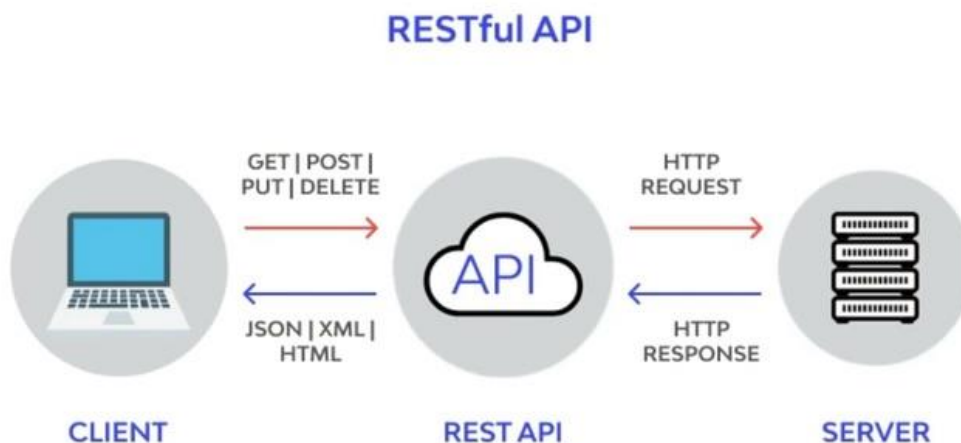 RESTful API
GET | POST |
PUT | DELETE
HTTP
REQUEST
API
JSON | XML |
HTML
HTTP
RESPONSE
CLIENT
REST API
SERVER